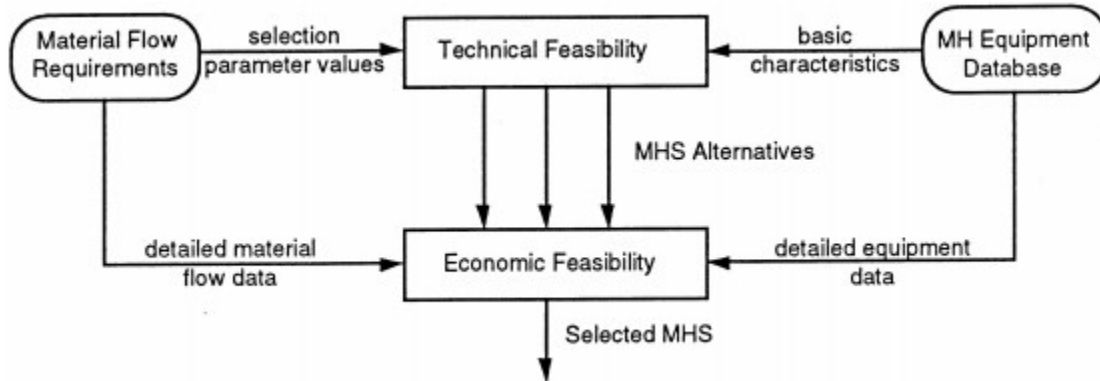 Material Flow
Requirements
selection
parameter values
Technical Feasibility
basic
characteristics
MH Equipment
Database
MHS Alternatives
detailed material
flow data
Economic Feasibility
detailed equipment
data
Selected MHS